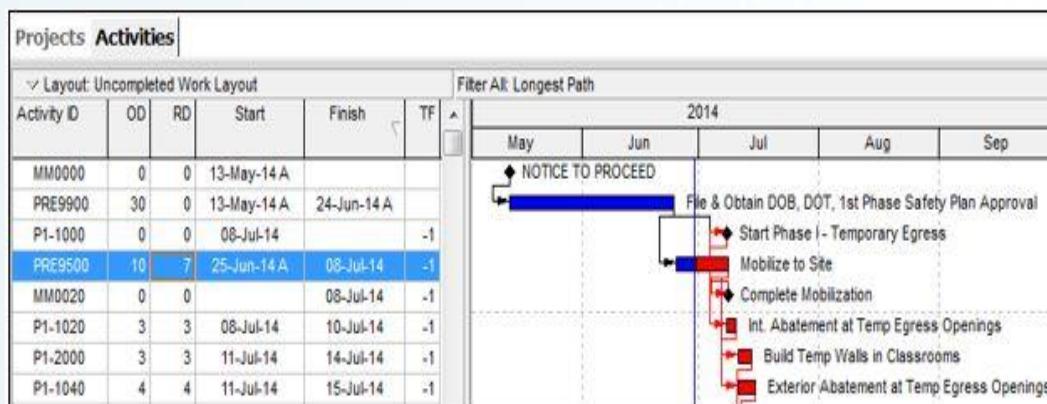 Projects Activities
Layout: Uncompleted Work Layout Filter All: Longest Path
Activity ID OD RD Start Finish TF 2014
May Jun Jul Aug Sep
MM0000 0 0 13-May-14 A NOTICE TO PROCEED
PRE9900 30 0 13-May-14 A 24-Jun-14 A File & Obtain DOB, DOT, 1st Phase Safety Plan Approval
P1-1000 0 0 08-Jul-14 -1 Start Phase I - Temporary Egress
PRE9500 10 7 25-Jun-14 A 08-Jul-14 -1 Mobilize to Site
MM0020 0 0 08-Jul-14 -1 Complete Mobilization
P1-1020 3 3 08-Jul-14 10-Jul-14 -1 Int. Abatement at Temp Egress Openings
P1-2000 3 3 11-Jul-14 14-Jul-14 -1 Build Temp Walls in Classrooms
P1-1040 4 4 11-Jul-14 15-Jul-14 -1 Exterior Abatement at Temp Egress Openings